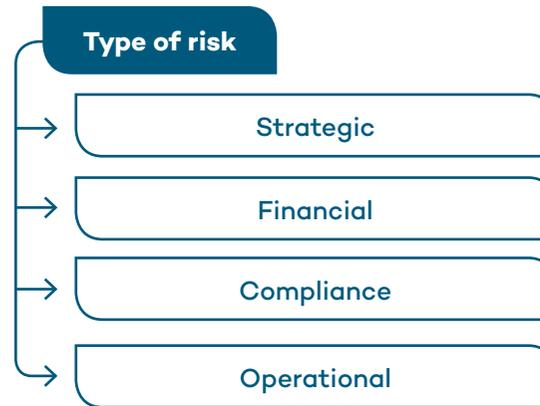 Type of risk
Strategic
Financial
Compliance
Operational